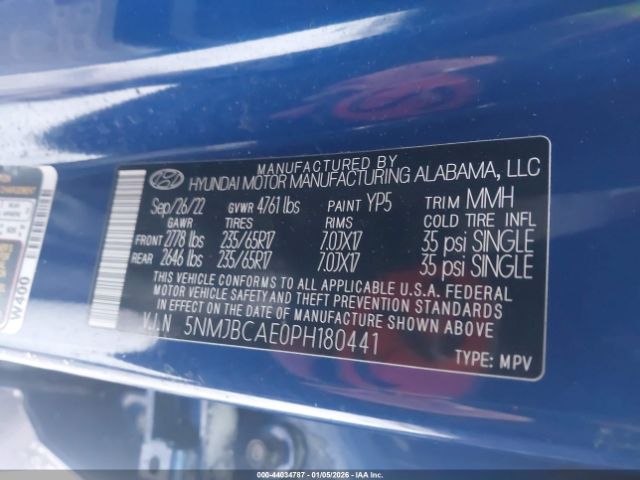 MANUFACTURED BY
HYUNDAI MOTOR MANUFACTURING ALABAMA, LLC
Sep/26/22 GVWR 4761 lbs PAINT YP5 TRIM MMH
GAWR TIRES RIMS COLD TIRE INFL
FRONT 2778 lbs 235/65R17 7.0JX17 35 psi SINGLE
REAR 2646 lbs 235/65R17 7.0JX17 35 psi SINGLE
THIS VEHICLE CONFORMS TO ALL APPLICABLE U.S.A. FEDERAL
MOTOR VEHICLE SAFETY AND THEFT PREVENTION STANDARDS
IN EFFECT ON THE DATE OF MANUFACTURE SHOWN ABOVE.
V.I.N 5NMJBCAE0PH180441
TYPE: MPV
W400
000-44034787 - 01/05/2026 - IAA Inc.